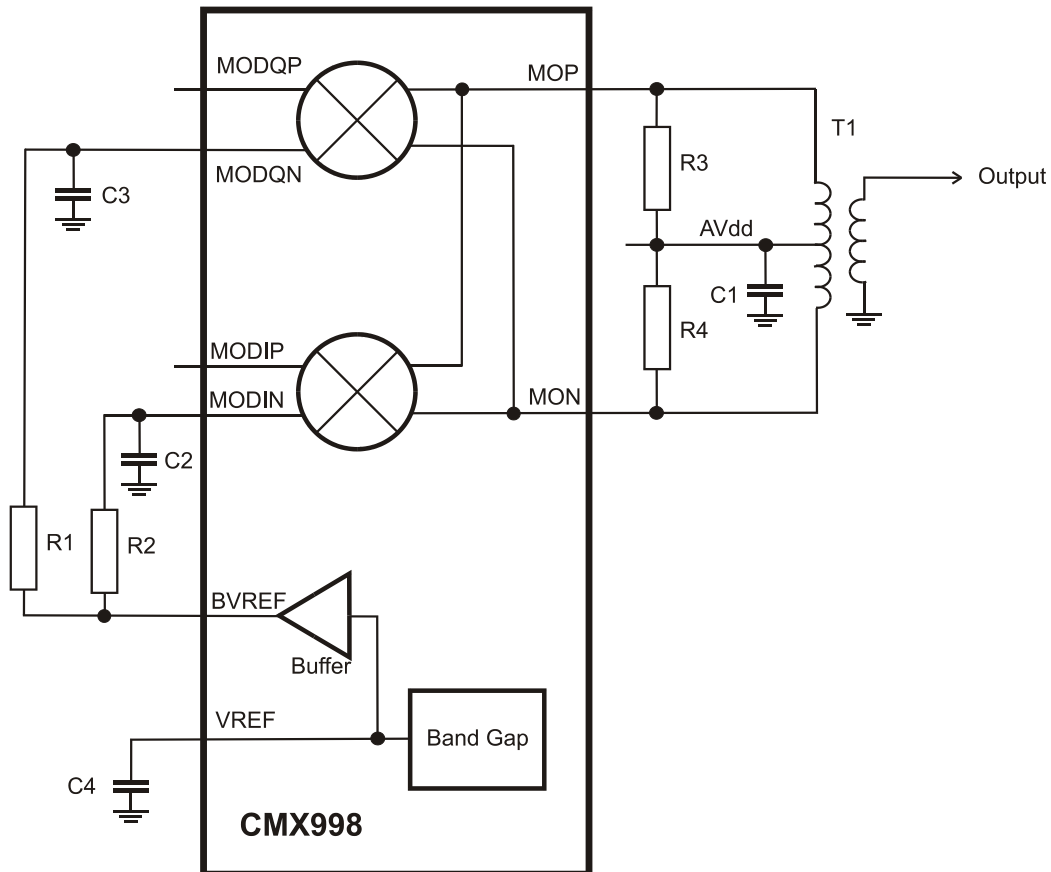 MODQP
MOP
T1
R3
MODQN
C3
Output
AVdd
C1
R4
MODIP
MODIN
MON
C2
R1
R2
BVREF
Buffer
VREF
Band Gap
C4
CMX998